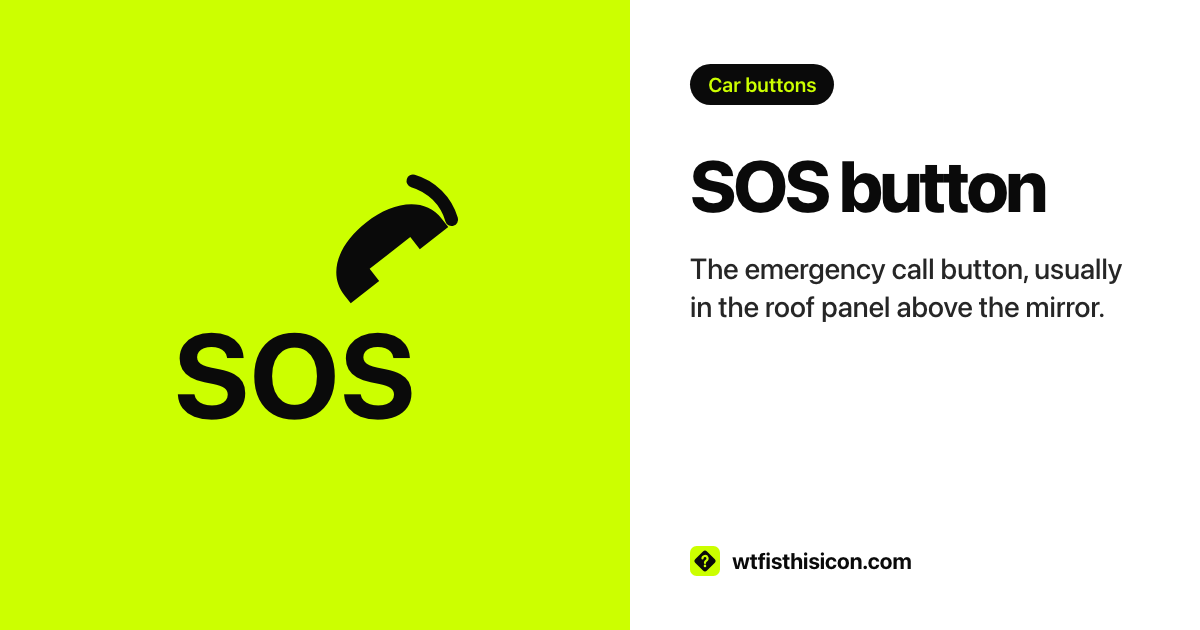 SOS
Car buttons
SOS button
The emergency call button, usually
in the roof panel above the mirror.
wtfisthisicon.com